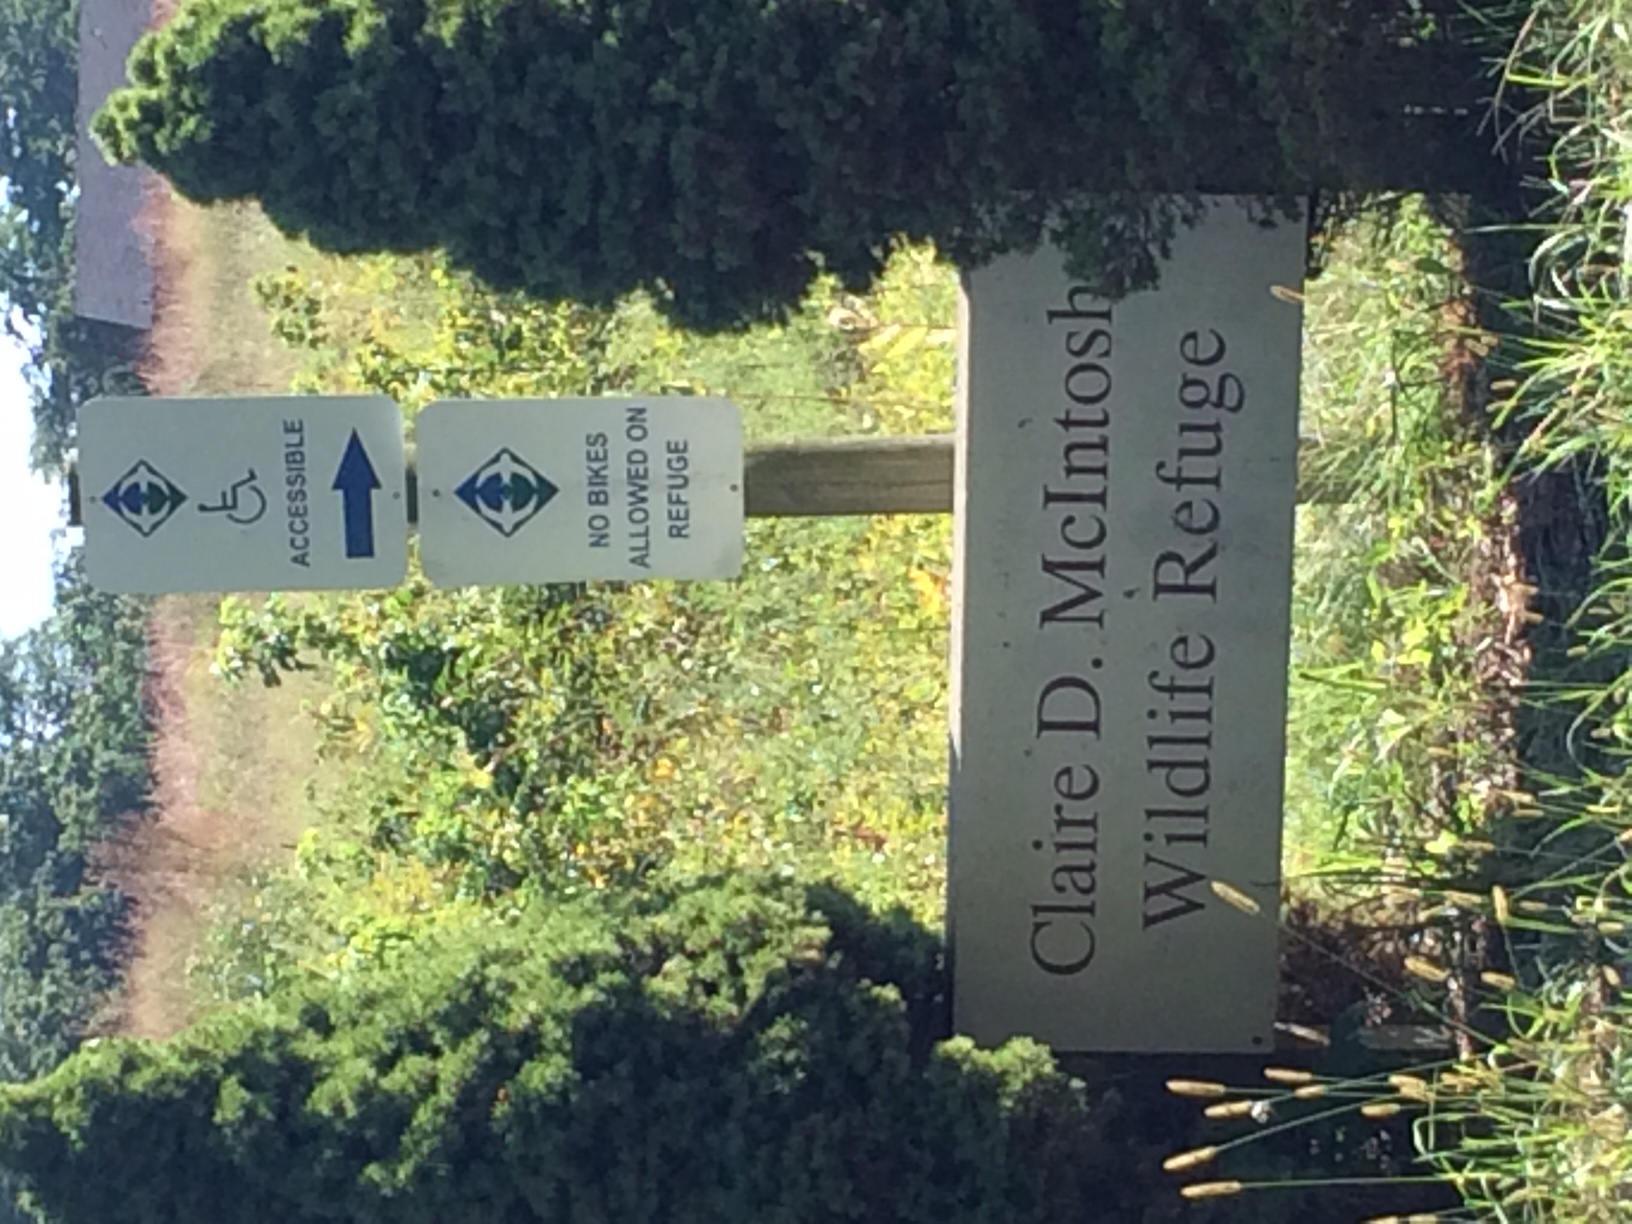 ACCESSIBLE
NO BIKES
ALLOWED ON
REFUGE
Claire D. McIntosh
Wildlife Refuge